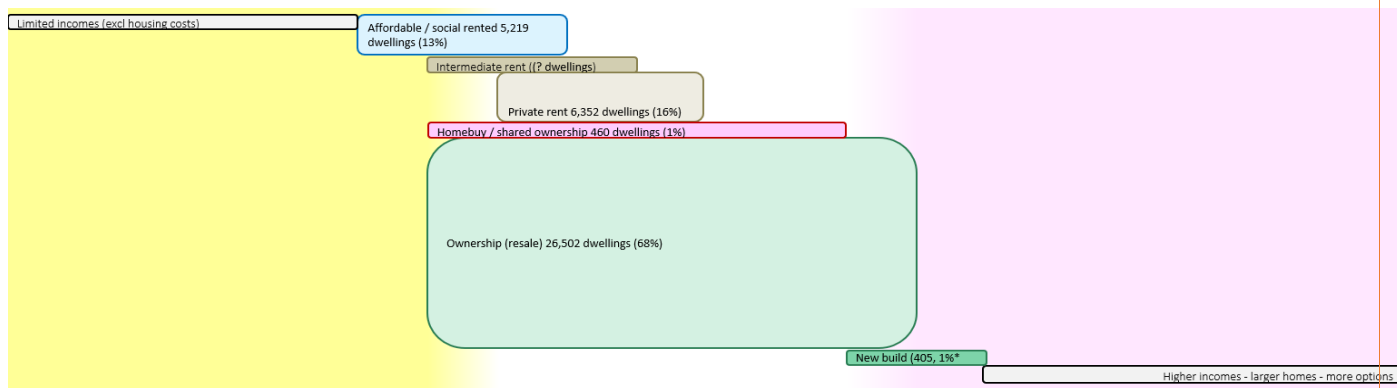 Limited incomes (excl housing costs)
Affordable / social rented 5,219
dwellings (13%)
Intermediate rent ((? dwellings)
Private rent 6,352 dwellings (16%)
Homebuy / shared ownership 460 dwellings (1%)
Ownership (resale) 26,502 dwellings (68%)
New build (405, 1%*
Higher incomes - larger homes - more options